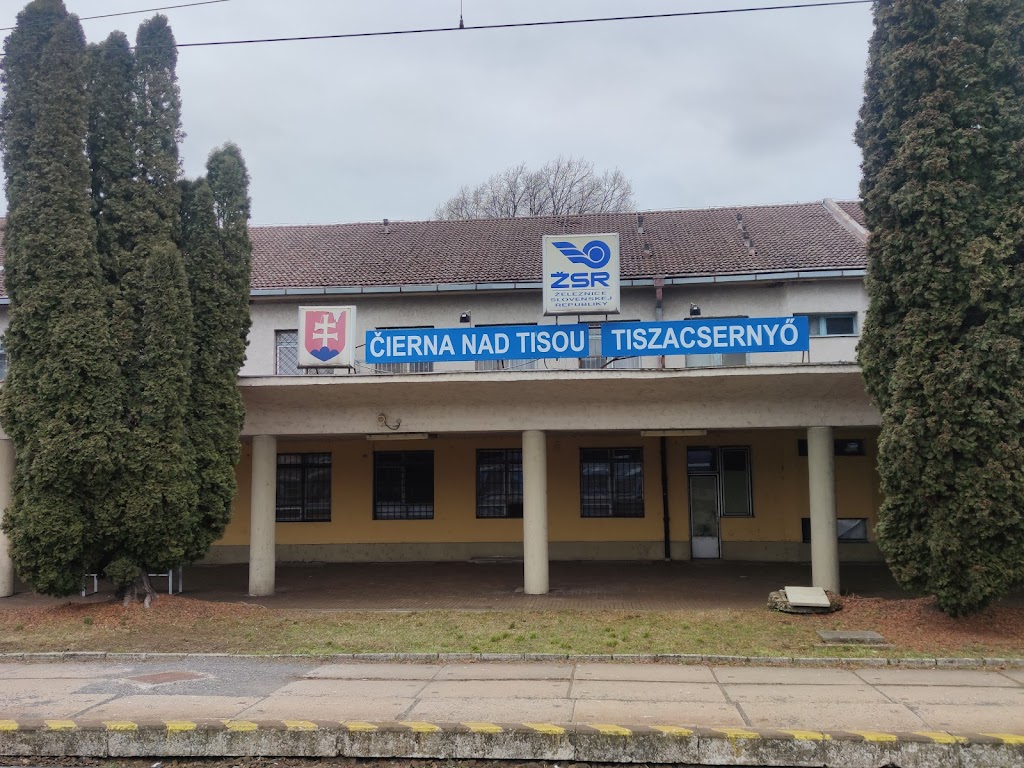 ŽSR
ŽELEZNICE
SLOVENSKEJ
REPUBLIKY
ČIERNA NAD TISOU
TISZACSERNYŐ